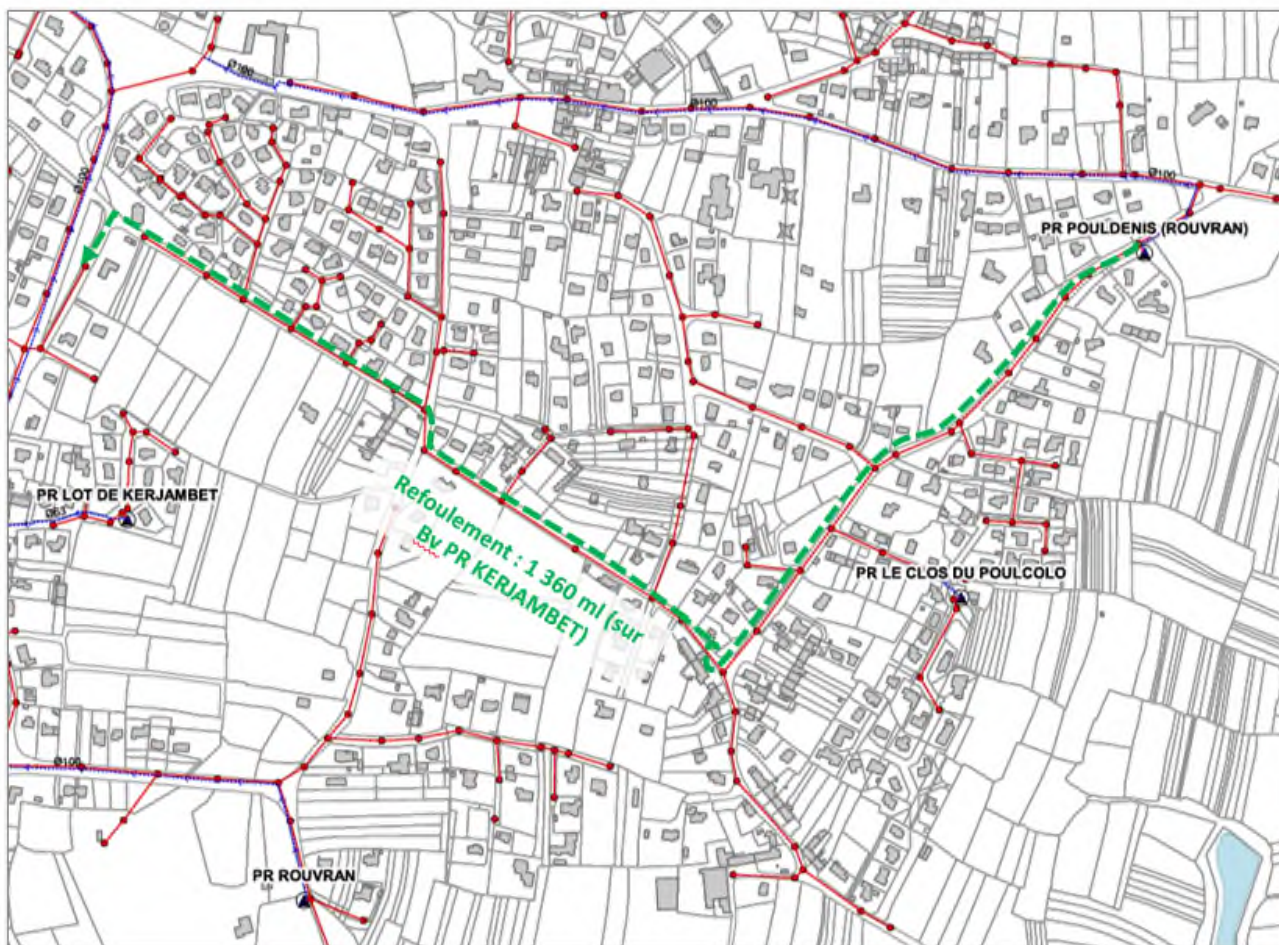 Ø100
Ø100
Ø100
Ø100
PR POULDENIS (ROUVRAN)
PR LOT DE KERJAMBET
Ø63
Refoulement : 1 360 ml (sur
Bv PR KERJAMBET)
PR LE CLOS DU POULCOLO
Ø100
PR ROUVRAN